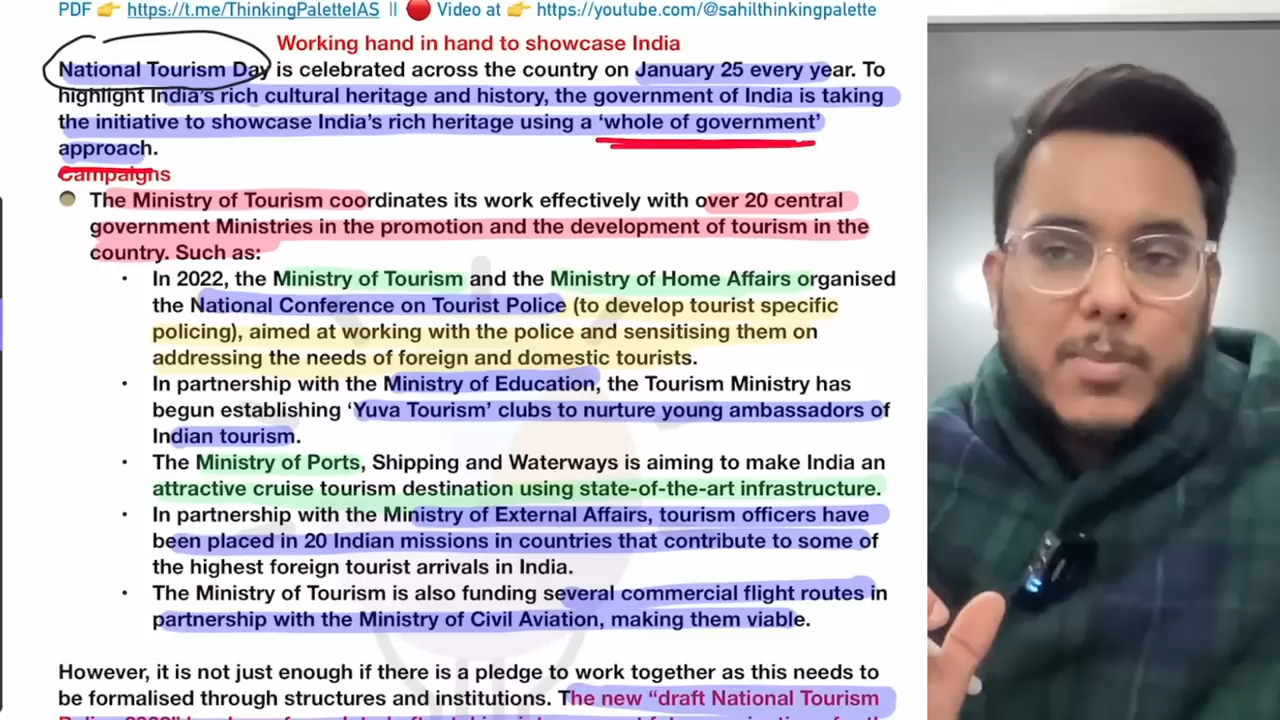 PDF 👉 https://t.me/ThinkingPaletteIAS || 🔴 Video at 👉 https://youtube.com/@sahilthinkingpalette
Working hand in hand to showcase India
National Tourism Day is celebrated across the country on January 25 every year. To
highlight India's rich cultural heritage and history, the government of India is taking
the initiative to showcase India's rich heritage using a 'whole of government'
approach.
Campaigns
The Ministry of Tourism coordinates its work effectively with over 20 central
government Ministries in the promotion and the development of tourism in the
country. Such as:
• In 2022, the Ministry of Tourism and the Ministry of Home Affairs organised
the National Conference on Tourist Police (to develop tourist specific
policing), aimed at working with the police and sensitising them on
addressing the needs of foreign and domestic tourists.
• In partnership with the Ministry of Education, the Tourism Ministry has
begun establishing 'Yuva Tourism' clubs to nurture young ambassadors of
Indian tourism.
• The Ministry of Ports, Shipping and Waterways is aiming to make India an
attractive cruise tourism destination using state-of-the-art infrastructure.
• In partnership with the Ministry of External Affairs, tourism officers have
been placed in 20 Indian missions in countries that contribute to some of
the highest foreign tourist arrivals in India.
• The Ministry of Tourism is also funding several commercial flight routes in
partnership with the Ministry of Civil Aviation, making them viable.
However, it is not just enough if there is a pledge to work together as this needs to
be formalised through structures and institutions. The new "draft National Tourism